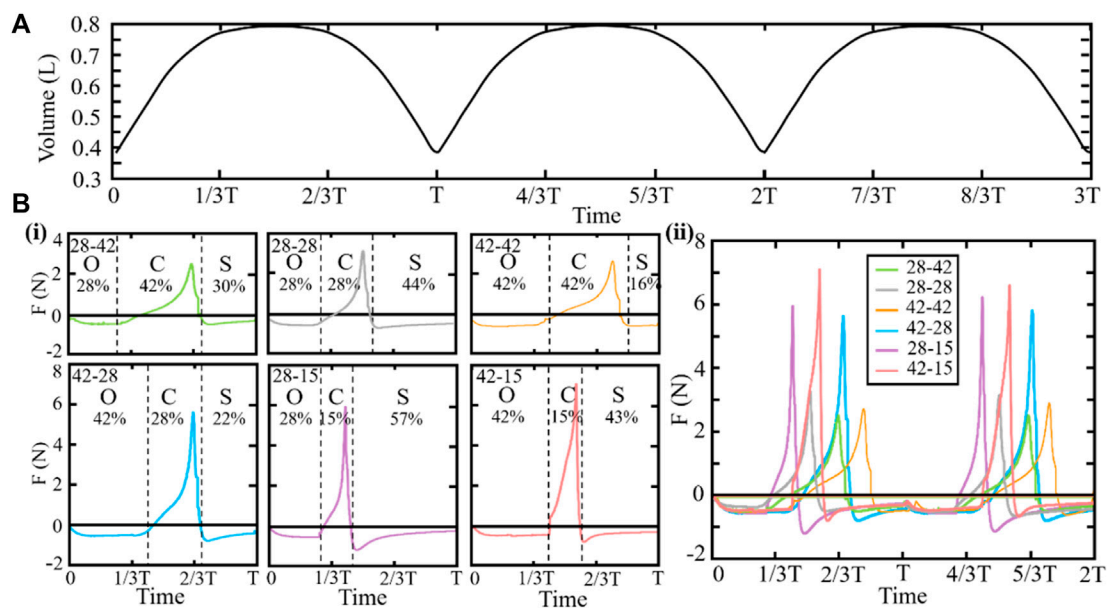 A
Volume (L)
0.8
0.7
0.6
0.5
0.4
0.3
0 1/3T 2/3T T 4/3T 5/3T 2T 7/3T 8/3T 3T
Time
B
(i)
F (N)
4
2
0
-2
28-42
O C S
28% 42% 30%
28-28
O C S
28% 28% 44%
42-42
O C S
42% 42% 16%
F (N)
8
6
4
2
0
-2
42-28
O C S
42% 28% 22%
28-15
O C S
28% 15% 57%
42-15
O C S
42% 15% 43%
0 1/3T 2/3T T
Time
0 1/3T 2/3T T
Time
0 1/3T 2/3T T
Time
(ii)
F (N)
8
6
4
2
0
-2
28-42
28-28
42-42
42-28
28-15
42-15
0 1/3T 2/3T T 4/3T 5/3T 2T
Time